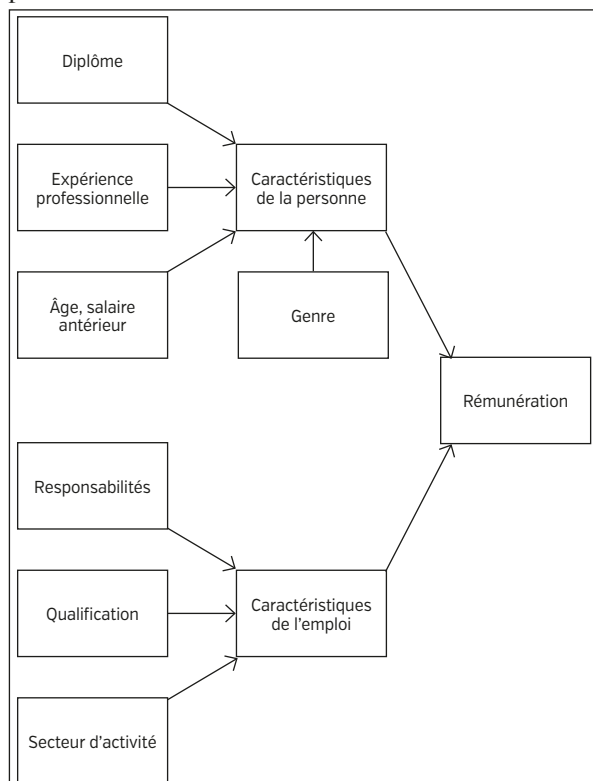 Diplôme
Expérience
professionnelle
Caractéristiques
de la personne
Âge, salaire
antérieur
Genre
Rémunération
Responsabilités
Qualification
Caractéristiques
de l'emploi
Secteur d'activité